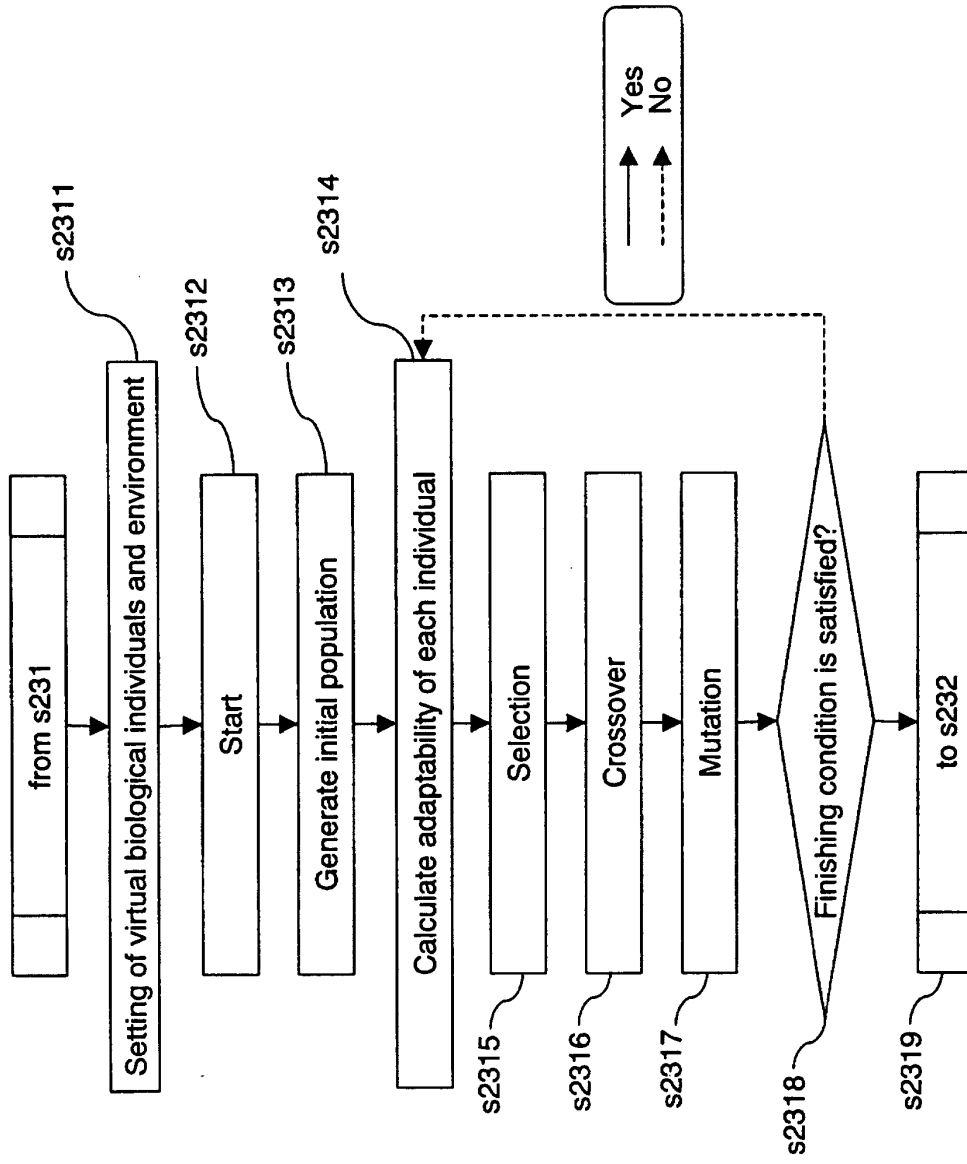 from s231
Setting of virtual biological individuals and environment
s2311
Start
s2312
Generate initial population
s2313
Calculate adaptability of each individual
s2314
Selection
s2315
Crossover
s2316
Mutation
s2317
Finishing condition is satisfied?
s2318
to s232
s2319
Yes
No